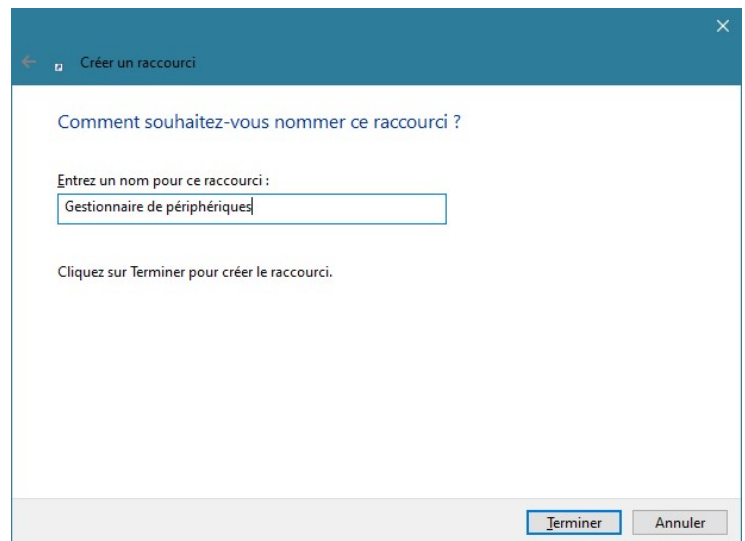 Créer un raccourci
Comment souhaitez-vous nommer ce raccourci ?
Entrez un nom pour ce raccourci :
Gestionnaire de périphériques
Cliquez sur Terminer pour créer le raccourci.
Terminer Annuler